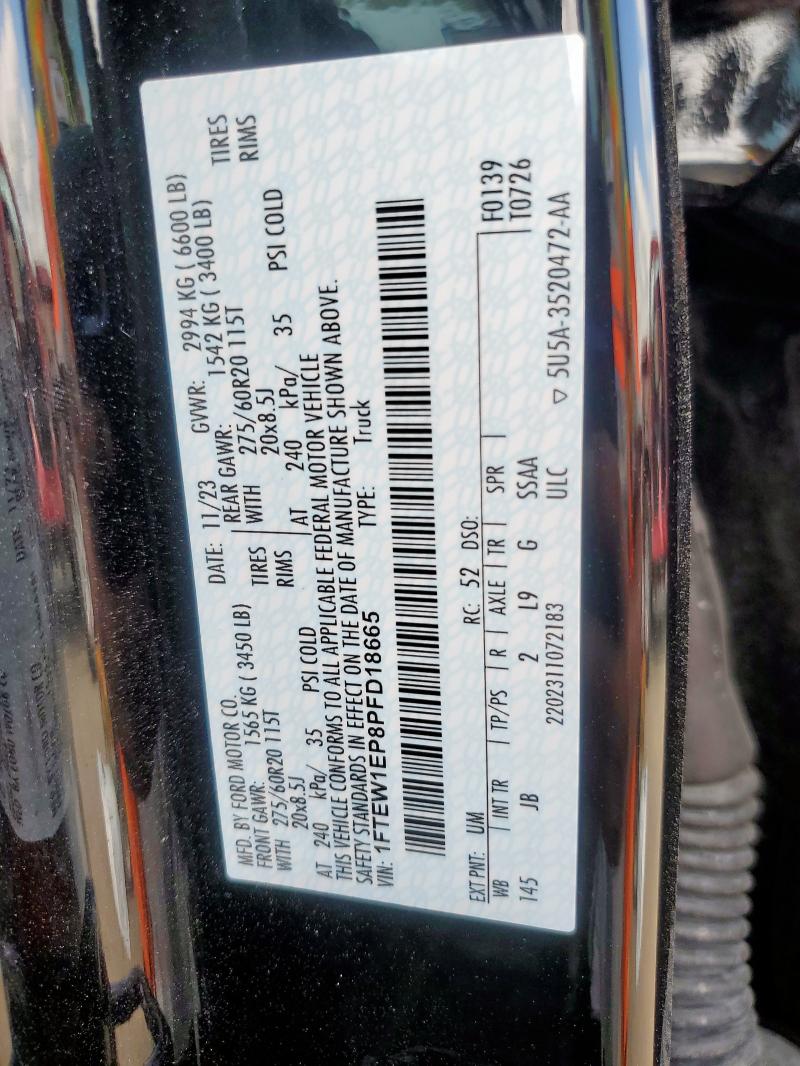 MFD. BY FORD MOTOR CO. DATE: 11/23 GVWR: 2994 KG ( 6600 LB)
FRONT GAWR: 1565 KG ( 3450 LB) REAR GAWR: 1542 KG ( 3400 LB)
WITH 275/60R20 115T TIRES WITH 275/60R20 115T TIRES
20x8.5J RIMS 20x8.5J RIMS
AT 240 kPa/ 35 PSI COLD AT 240 kPa/ 35 PSI COLD
THIS VEHICLE CONFORMS TO ALL APPLICABLE FEDERAL MOTOR VEHICLE
SAFETY STANDARDS IN EFFECT ON THE DATE OF MANUFACTURE SHOWN ABOVE.
VIN: 1FTEW1EP8PFD18665 TYPE: Truck
EXT PNT: UM RC: 52 DSO: F0139
WB INT TR TP/PS R AXLE TR SPR T0726
145 JB 2 L9 G SSAA
2202311072183 ULC ▽ 5U5A-3520472-AA